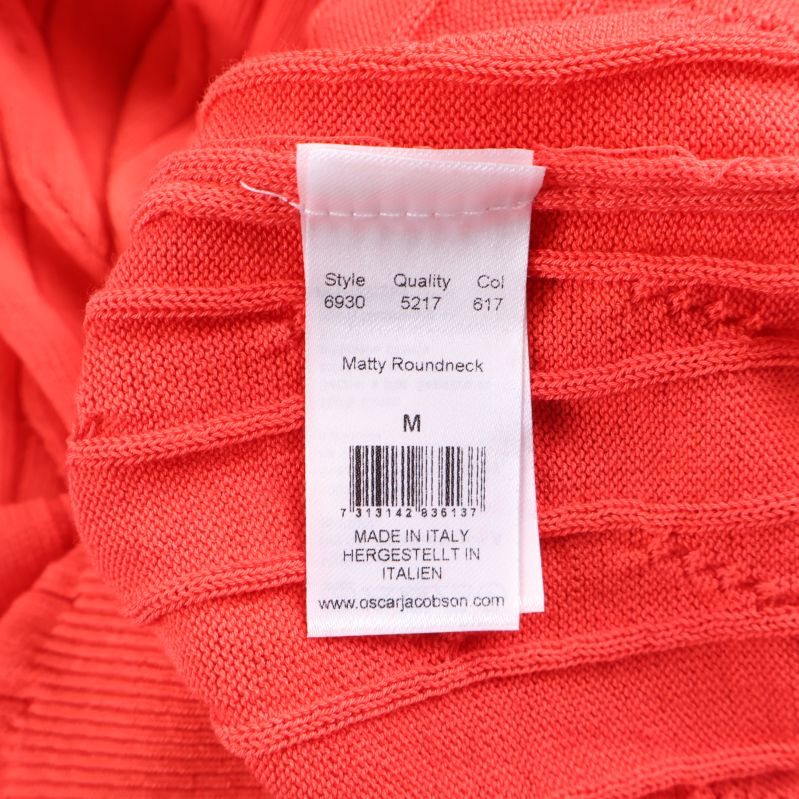 Style Quality Col
6930 5217 617
Matty Roundneck
M
7 313142 836137
MADE IN ITALY
HERGESTELLT IN
ITALIEN
www.oscarjacobson.com